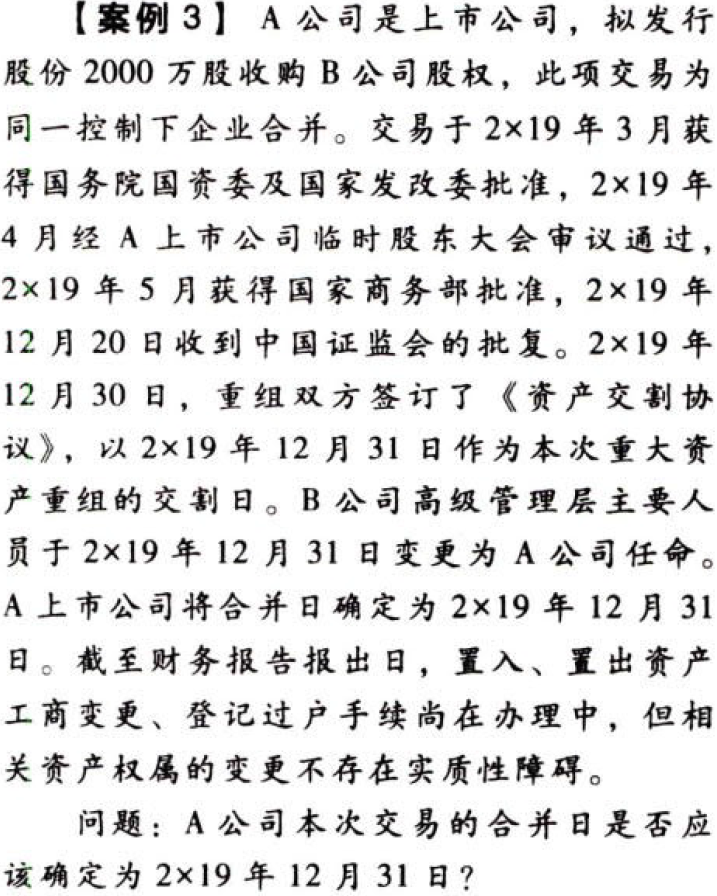 【案例 3】 A 公司是上市公司，拟发行
股份 2000 万股收购 B 公司股权，此项交易为
同一控制下企业合并。交易于 2×19 年 3 月获
得国务院国资委及国家发改委批准，2×19 年
4 月经 A 上市公司临时股东大会审议通过，
2×19 年 5 月获得国家商务部批准，2×19 年
12 月 20 日收到中国证监会的批复。2×19 年
12 月 30 日，重组双方签订了《资产交割协
议》，以 2×19 年 12 月 31 日作为本次重大资
产重组的交割日。B 公司高级管理层主要人
员于 2×19 年 12 月 31 日变更为 A 公司任命。
A 上市公司将合并日确定为 2×19 年 12 月 31
日。截至财务报告报出日，置入、置出资产
工商变更、登记过户手续尚在办理中，但相
关资产权属的变更不存在实质性障碍。
问题：A 公司本次交易的合并日是否应
该确定为 2×19 年 12 月 31 日？